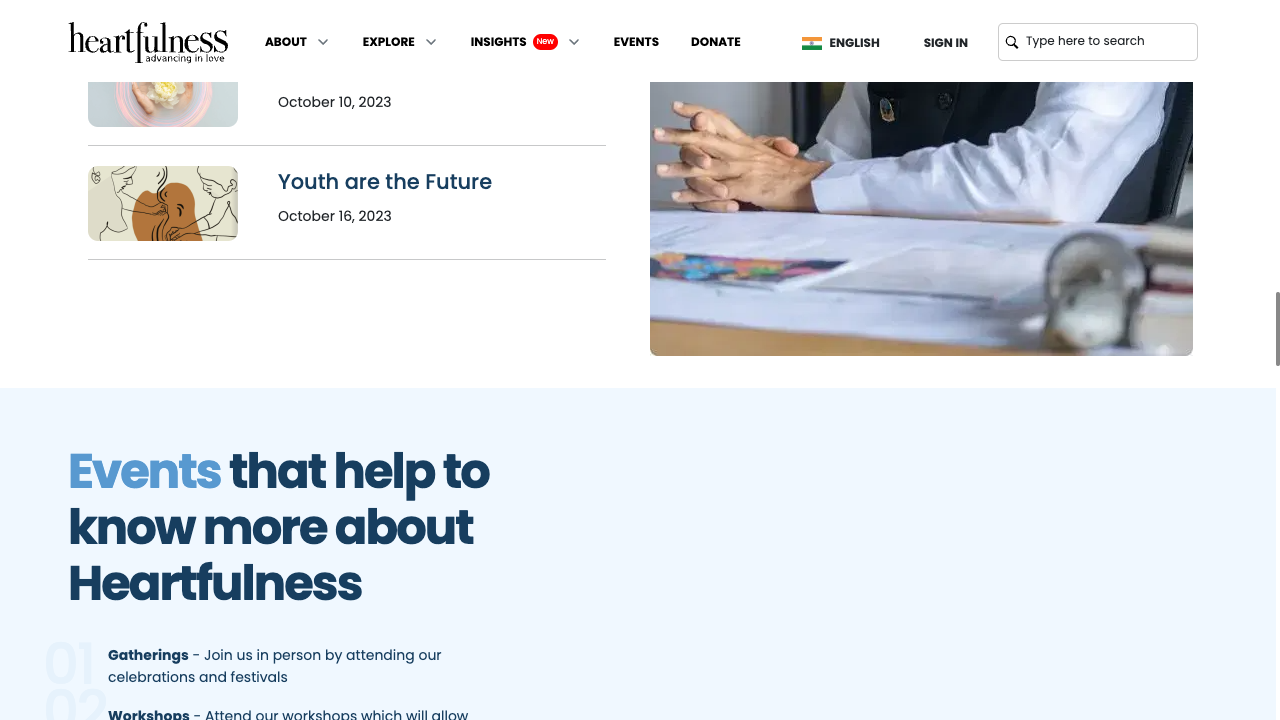 heartfulness
advancing in love
ABOUT
EXPLORE
INSIGHTS New
EVENTS
DONATE
ENGLISH
SIGN IN
Type here to search
October 10, 2023
Youth are the Future
October 16, 2023
Events that help to
know more about
Heartfulness
01
Gatherings - Join us in person by attending our
celebrations and festivals
02
Workshops - Attend our workshops which will allow